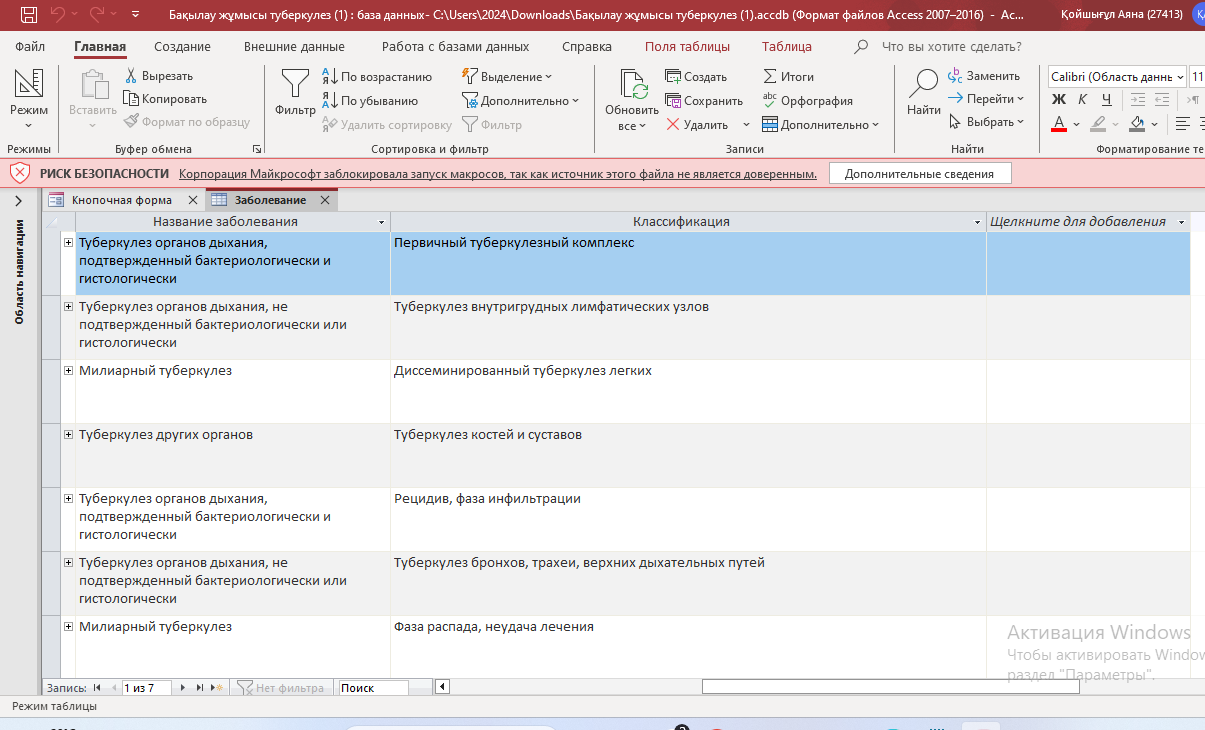 Бақылау жұмысы туберкулез (1) : база данных- C:\Users\2024\Downloads\Бақылау жұмысы туберкулез (1).accdb (Формат файлов Access 2007–2016) - Ac...
Қойшығұл Аяна (27413)
Файл Главная Создание Внешние данные Работа с базами данных Справка Поля таблицы Таблица Что вы хотите сделать?
Режим
Режимы
Вставить
Вырезать
Копировать
Формат по образцу
Буфер обмена
Фильтр
По возрастанию
По убыванию
Удалить сортировку
Выделение
Дополнительно
Фильтр
Сортировка и фильтр
Обновить
все
Создать
Сохранить
Удалить
Итоги
Орфография
Дополнительно
Записи
Найти
Заменить
Перейти
Выбрать
Найти
Calibri (Область данн
11
Ж К Ч
А
Форматирование те
РИСК БЕЗОПАСНОСТИ Корпорация Майкрософт заблокировала запуск макросов, так как источник этого файла не является доверенным. Дополнительные сведения
Область навигации
Кнопочная форма Заболевание
Название заболевания Классификация Щелкните для добавления
Туберкулез органов дыхания, Первичный туберкулезный комплекс
подтвержденный бактериологически и
гистологически
Туберкулез органов дыхания, не Туберкулез внутригрудных лимфатических узлов
подтвержденный бактериологически или
гистологически
Милиарный туберкулез Диссеминированный туберкулез легких
Туберкулез других органов Туберкулез костей и суставов
Туберкулез органов дыхания, Рецидив, фаза инфильтрации
подтвержденный бактериологически и
гистологически
Туберкулез органов дыхания, не Туберкулез бронхов, трахеи, верхних дыхательных путей
подтвержденный бактериологически или
гистологически
Милиарный туберкулез Фаза распада, неудача лечения
Активация Windows
Чтобы активировать Windov
раздел "Параметры".
Запись: 1 из 7 Нет фильтра Поиск
Режим таблицы